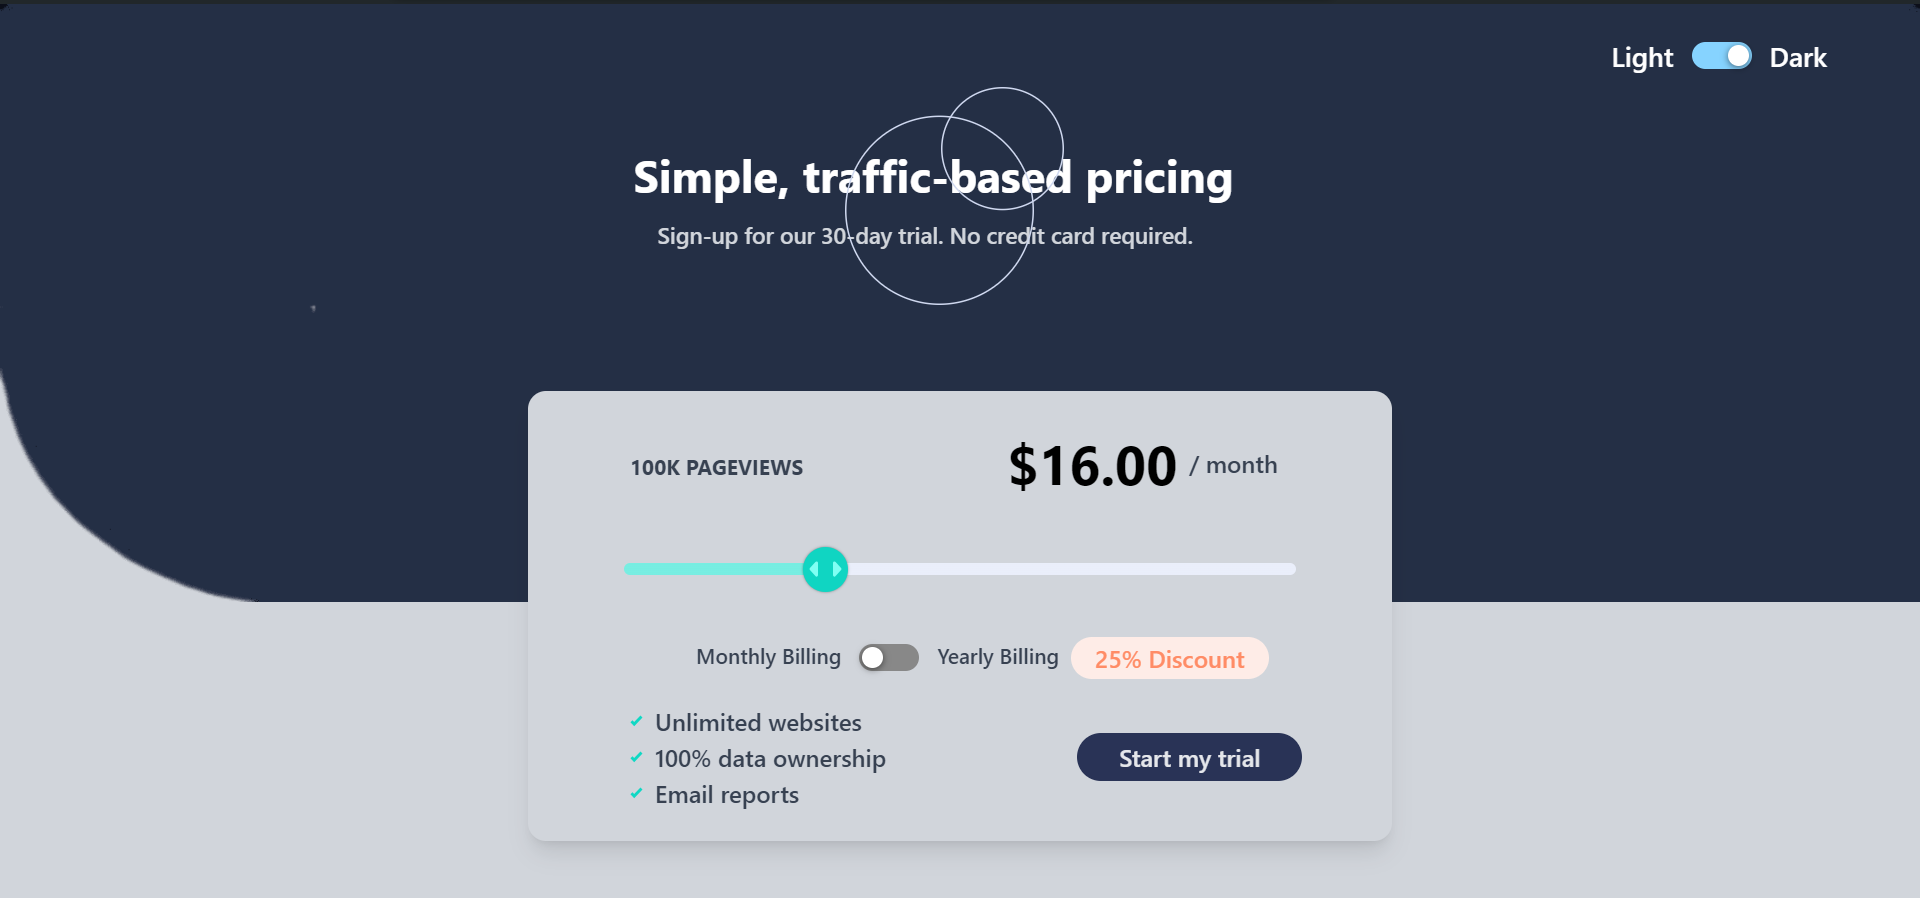 Light Dark
Simple, traffic-based pricing
Sign-up for our 30-day trial. No credit card required.
100K PAGEVIEWS $16.00 / month
Monthly Billing Yearly Billing 25% Discount
Unlimited websites
100% data ownership
Email reports
Start my trial